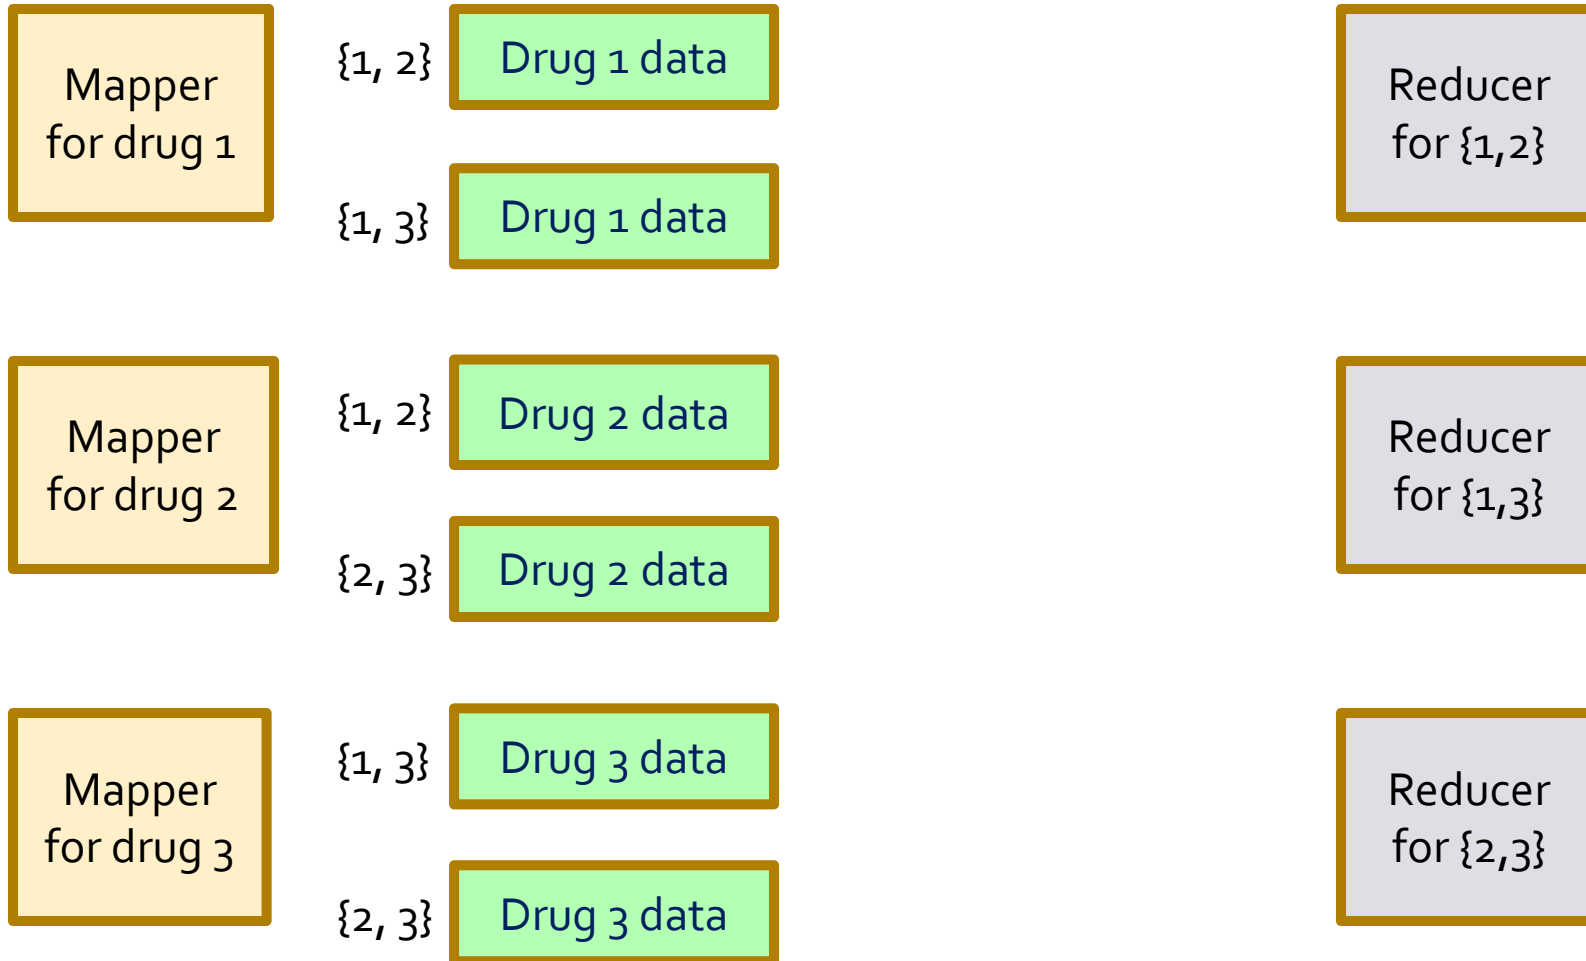 Mapper
for drug 1
{1, 2}
Drug 1 data
{1, 3}
Drug 1 data
Reducer
for {1,2}
Mapper
for drug 2
{1, 2}
Drug 2 data
{2, 3}
Drug 2 data
Reducer
for {1,3}
Mapper
for drug 3
{1, 3}
Drug 3 data
{2, 3}
Drug 3 data
Reducer
for {2,3}